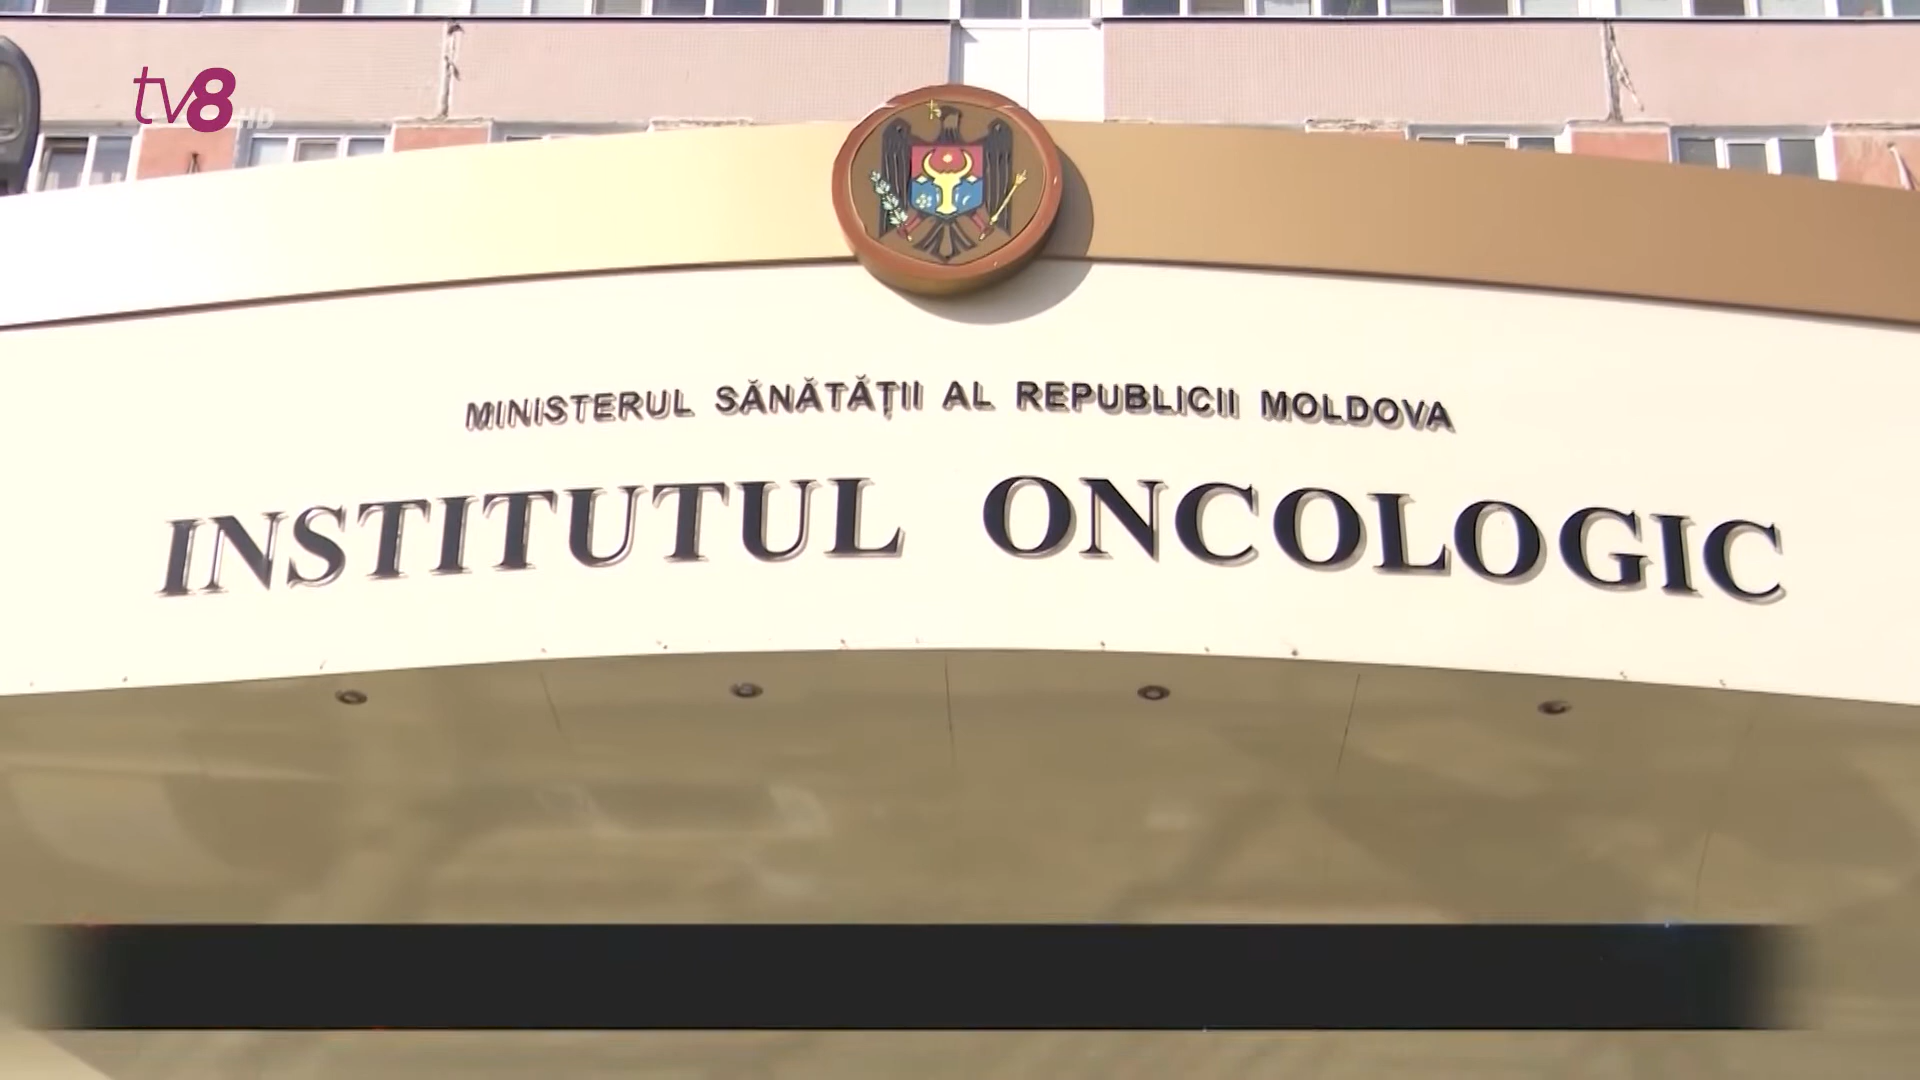 tv8 HD
MINISTERUL SĂNĂTĂȚII AL REPUBLICII MOLDOVA
INSTITUTUL ONCOLOGIC